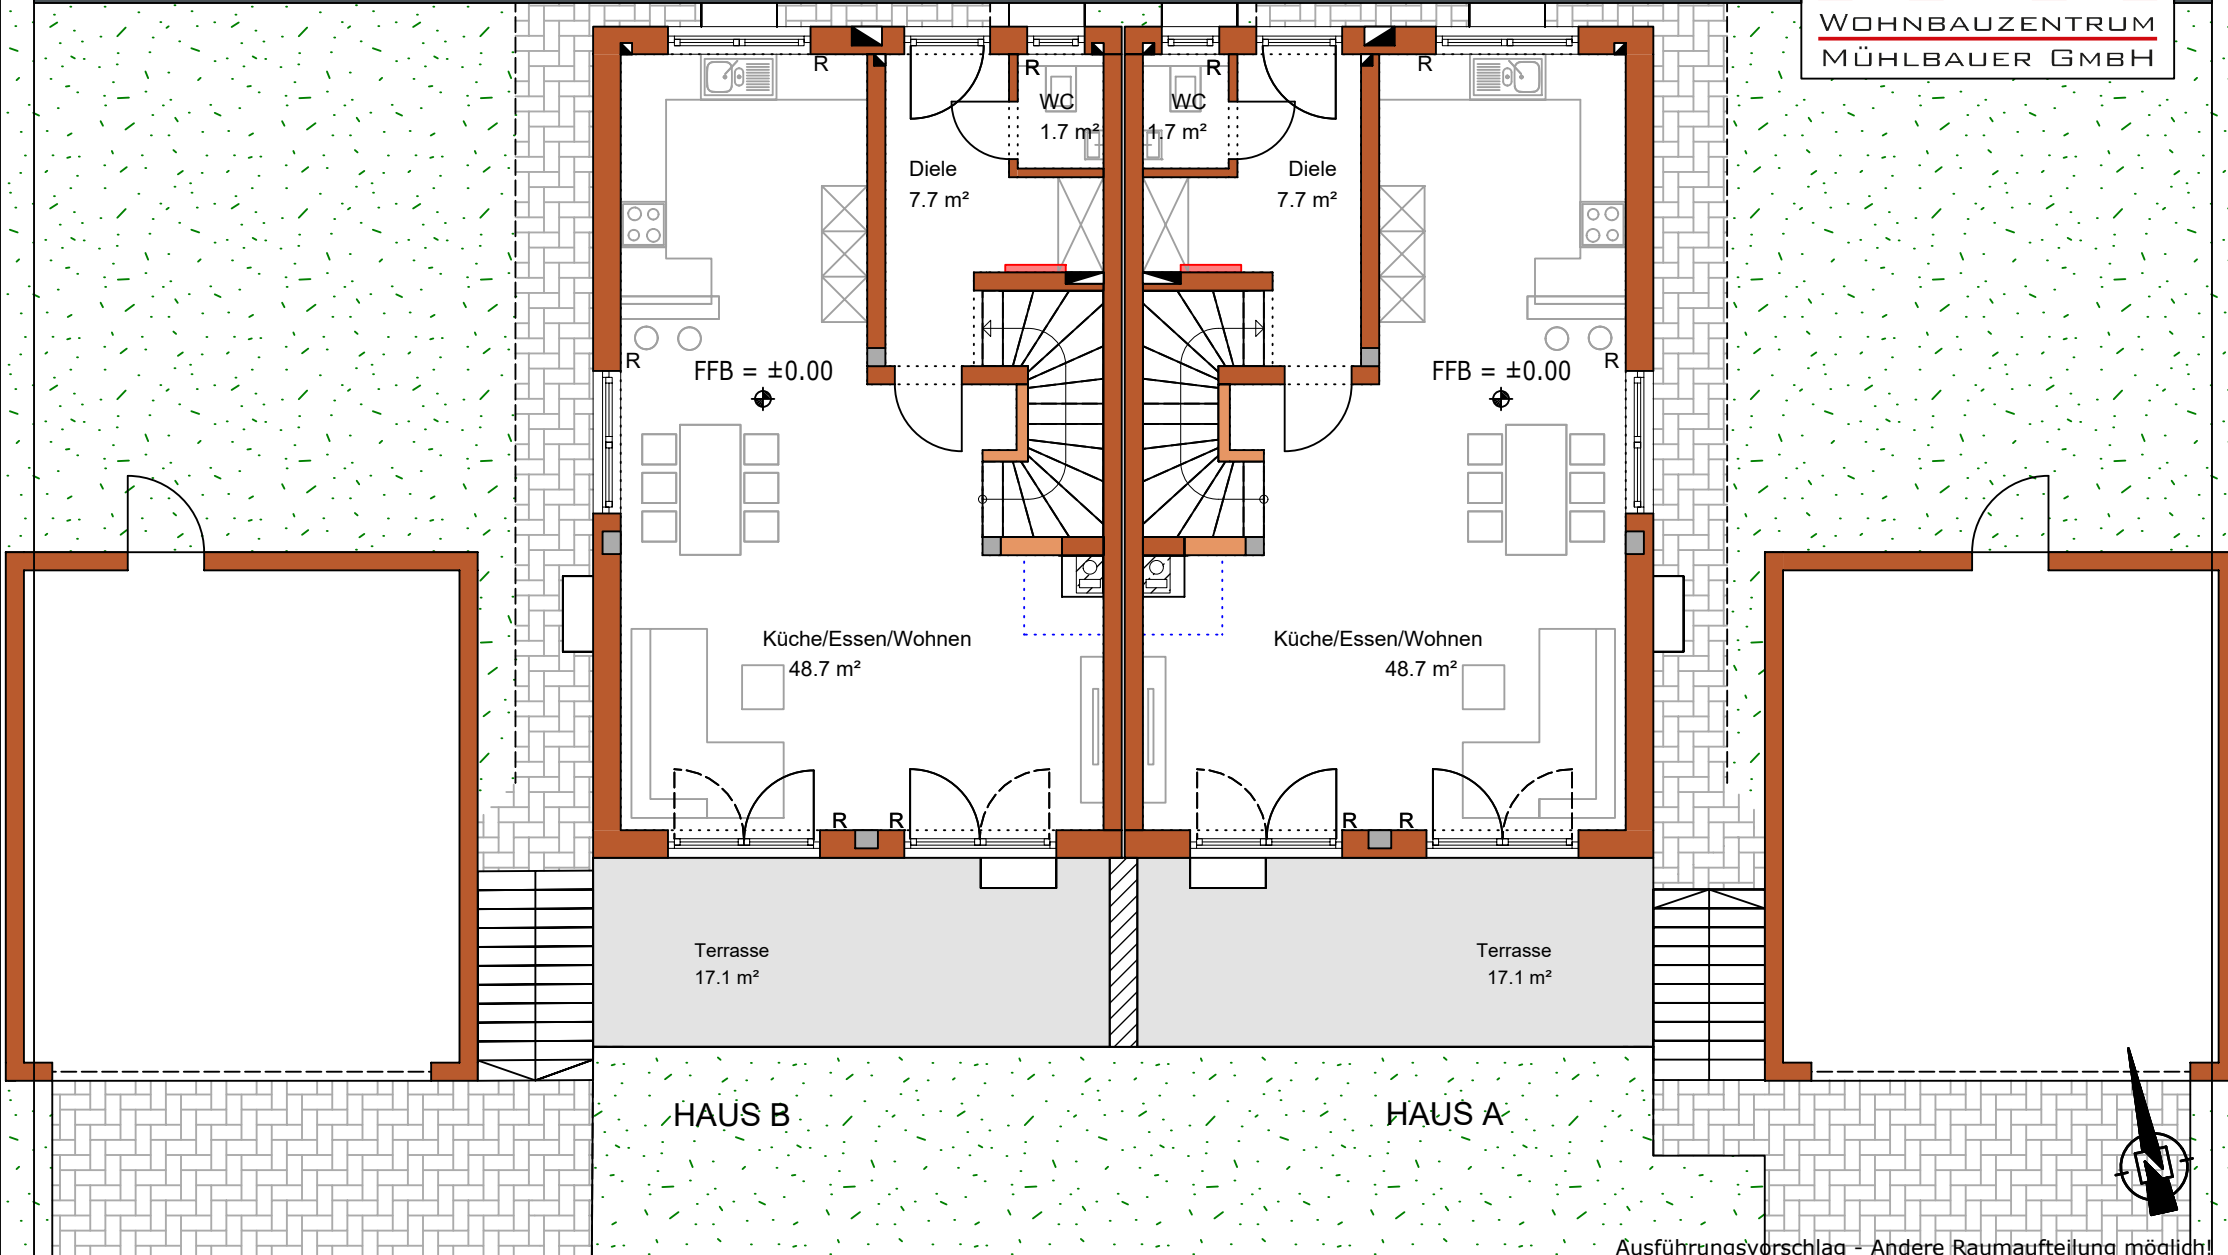 WOHNBAUZENTRUM
MÜHLBAUER GMBH
R
R
R
R
WC
1.7 m²
WC
1.7 m²
Diele
7.7 m²
Diele
7.7 m²
R
R
FFB = ±0.00
FFB = ±0.00
Küche/Essen/Wohnen
48.7 m²
Küche/Essen/Wohnen
48.7 m²
R
R
R
R
Terrasse
17.1 m²
Terrasse
17.1 m²
HAUS B
HAUS A
N
Ausführungsvorschlag - Andere Raumaufteilung möglich!